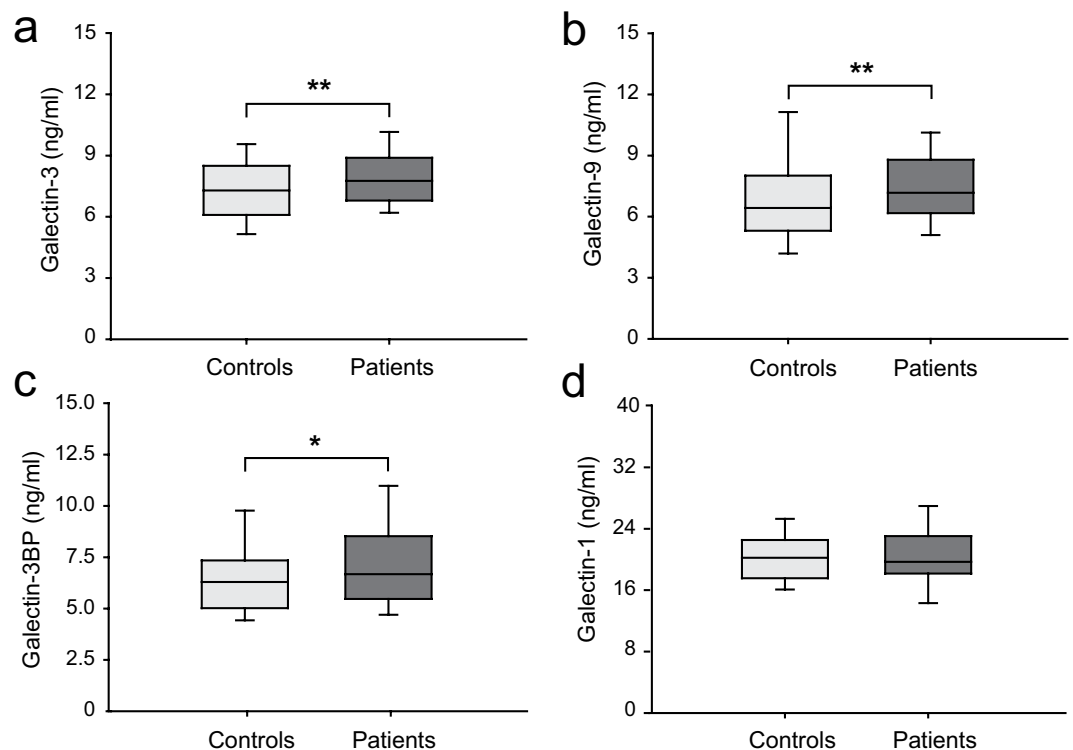 a
Galectin-3 (ng/ml)
15
12
9
6
3
0
**
Controls Patients
b
Galectin-9 (ng/ml)
15
12
9
6
3
0
**
Controls Patients
c
Galectin-3BP (ng/ml)
15.0
12.5
10.0
7.5
5.0
2.5
0
*
Controls Patients
d
Galectin-1 (ng/ml)
40
32
24
16
8
0
Controls Patients